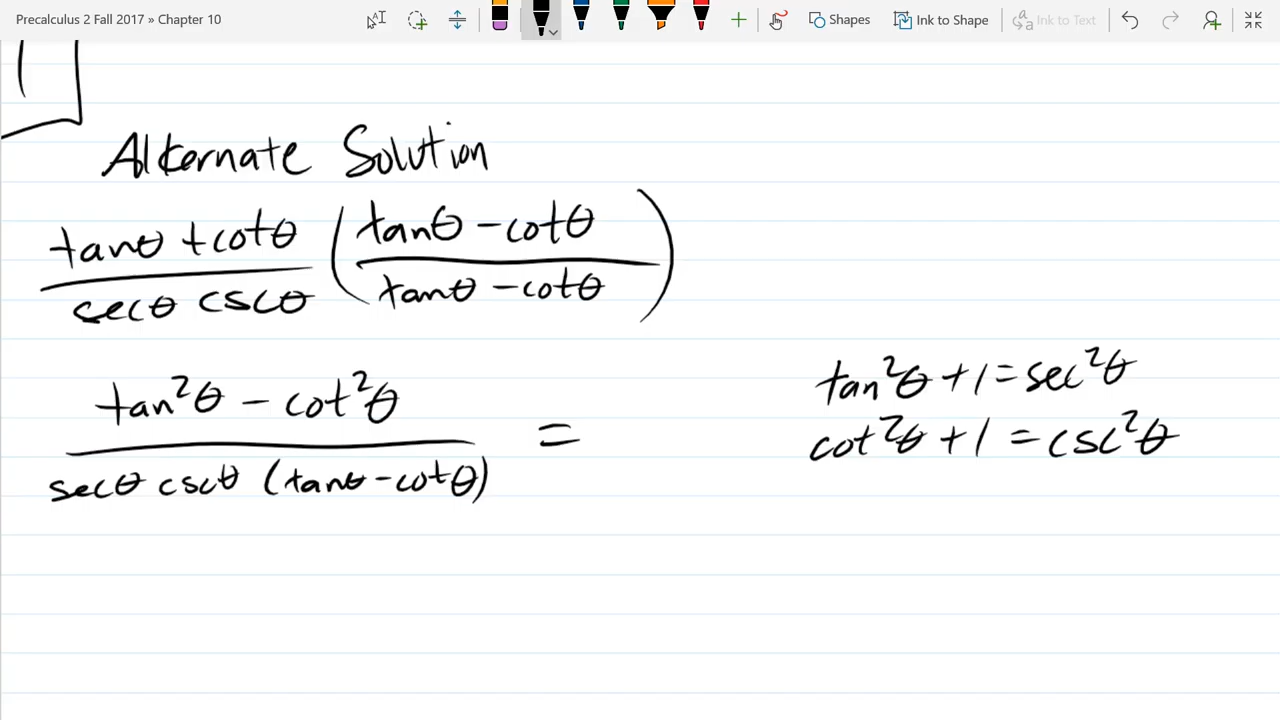 Precalculus 2 Fall 2017 » Chapter 10
Shapes
Ink to Shape
Ink to Text
Alternate Solution
tanθ + cotθ / secθ cscθ (tanθ - cotθ / tanθ - cotθ)
tan²θ - cot²θ / secθ cscθ (tanθ - cotθ) =
tan²θ + 1 = sec²θ
cot²θ + 1 = csc²θ